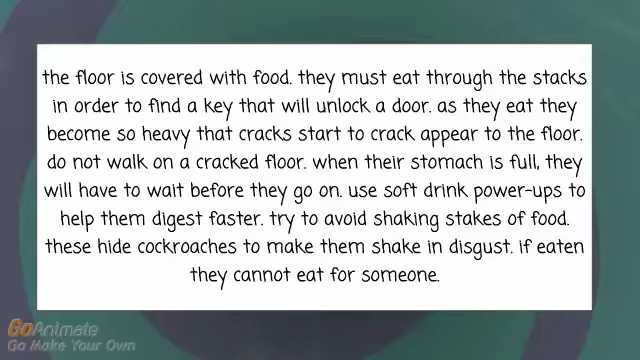 the floor is covered with food. they must eat through the stacks
in order to find a key that will unlock a door. as they eat they
become so heavy that cracks start to crack appear to the floor.
do not walk on a cracked floor. when their stomach is full, they
will have to wait before they go on. use soft drink power-ups to
help them digest faster. try to avoid shaking stakes of food.
these hide cockroaches to make them shake in disgust. if eaten
they cannot eat for someone.
GoAnimate
Go Make Your Own